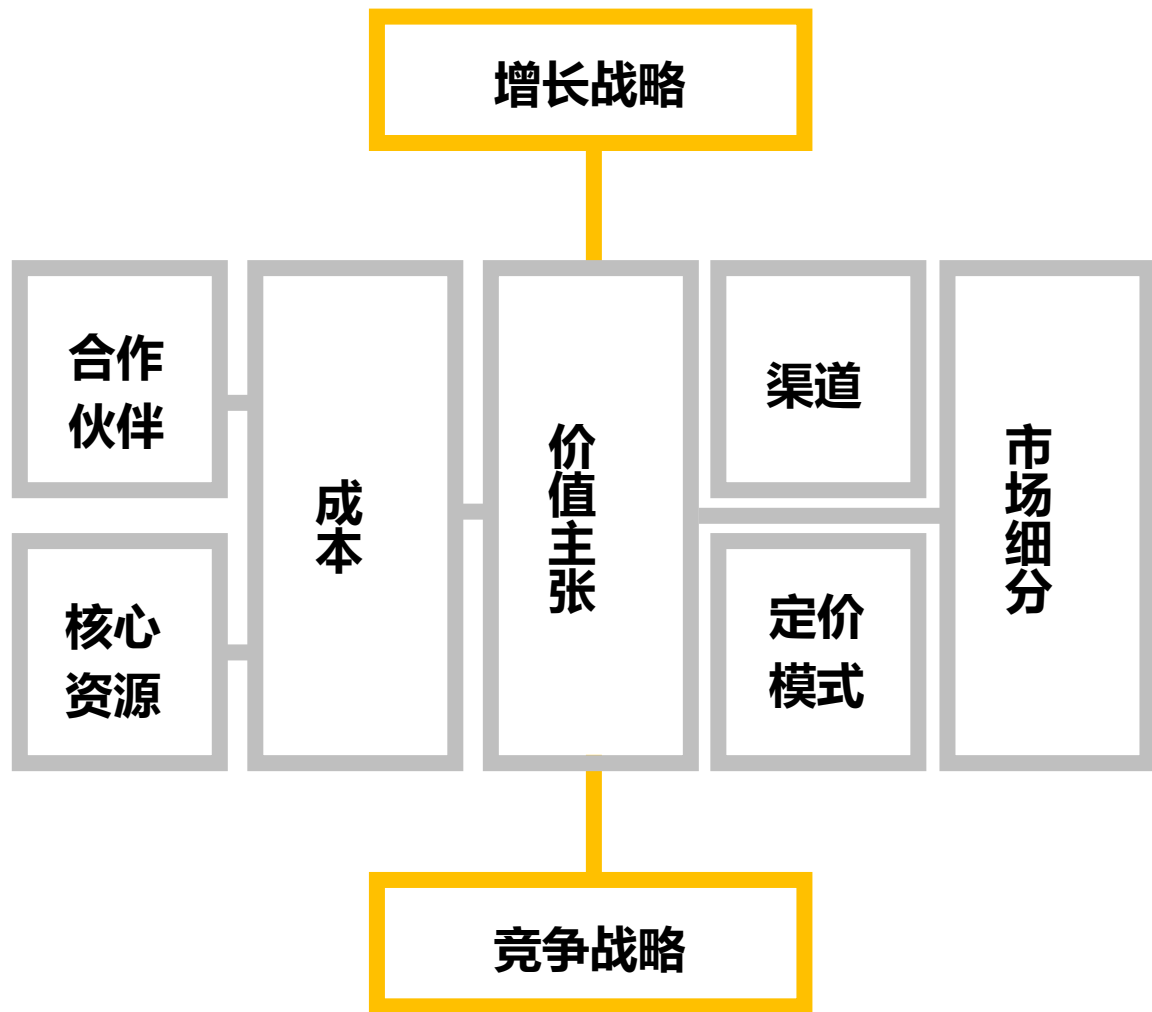 增长战略
合作
伙伴
核心
资源
成本
价值主张
渠道
定价
模式
市场细分
竞争战略